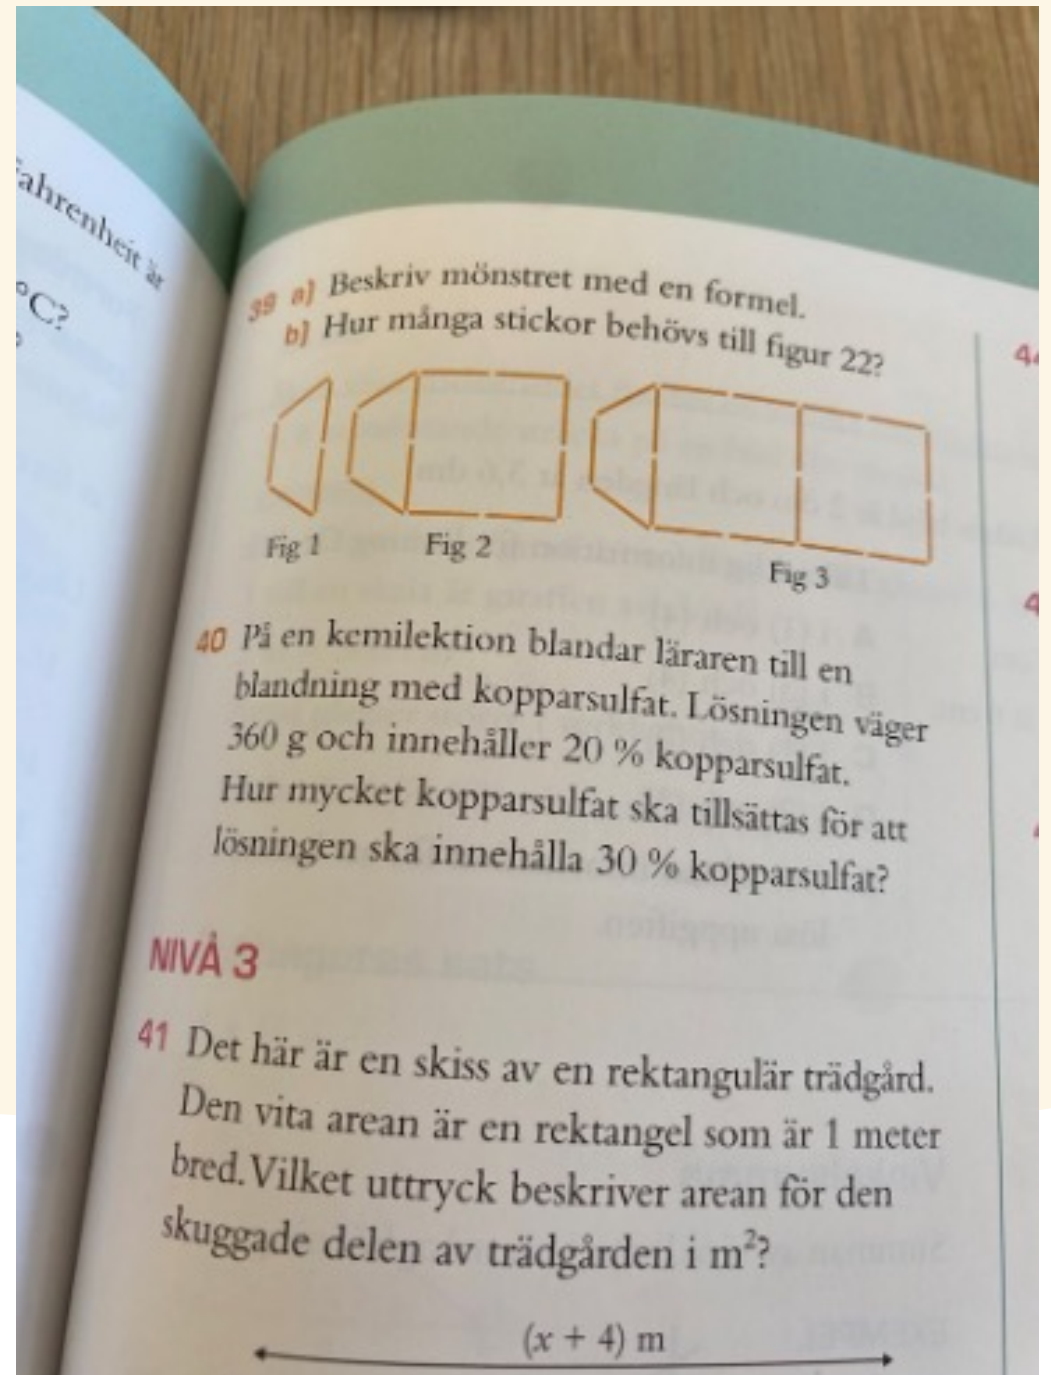 Fahrenheit är
°C?
39 a) Beskriv mönstret med en formel.
b) Hur många stickor behövs till figur 22?
Fig 1
Fig 2
Fig 3
40 På en kemilektion blandar läraren till en
blandning med kopparsulfat. Lösningen väger
360 g och innehåller 20 % kopparsulfat.
Hur mycket kopparsulfat ska tillsättas för att
lösningen ska innehålla 30 % kopparsulfat?
NIVÅ 3
41 Det här är en skiss av en rektangulär trädgård.
Den vita arean är en rektangel som är 1 meter
bred. Vilket uttryck beskriver arean för den
skuggade delen av trädgården i m²?
(x + 4) m